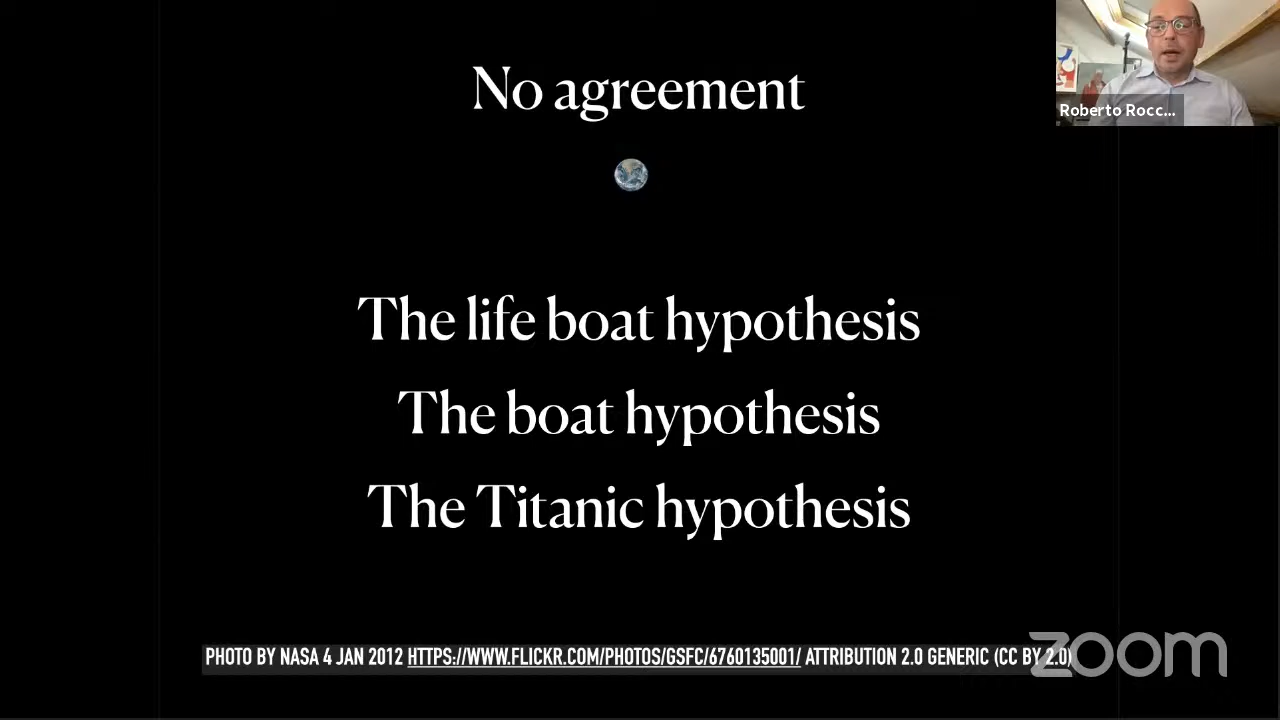 No agreement
Roberto Rocc...
The life boat hypothesis
The boat hypothesis
The Titanic hypothesis
PHOTO BY NASA 4 JAN 2012 HTTPS://WWW.FLICKR.COM/PHOTOS/GSFC/6760135001/ ATTRIBUTION 2.0 GENERIC (CC BY 2.0)
zoom